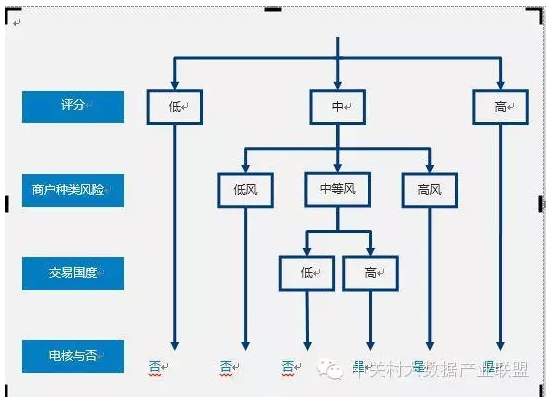 评分
低
中
高
商户种类风险
低风
中等风
高风
交易国度
低
高
电核与否
否
否
否
是
是
是
中关村大数据产业联盟